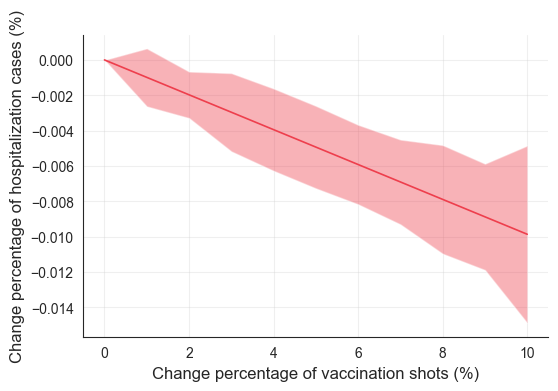 Change percentage of hospitalization cases (%)
0.000
−0.002
−0.004
−0.006
−0.008
−0.010
−0.012
−0.014
0 2 4 6 8 10
Change percentage of vaccination shots (%)